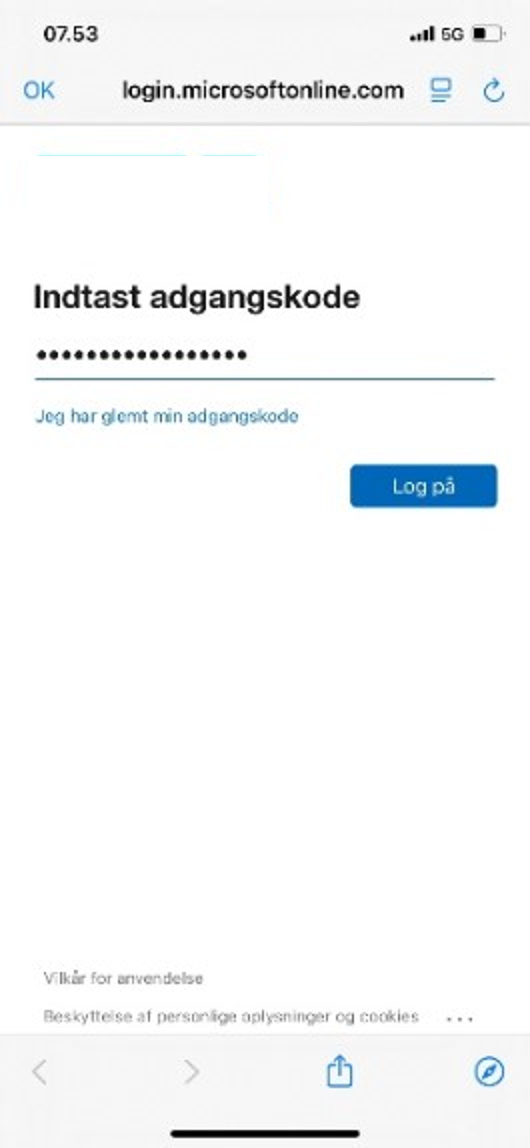 07.53 5G
OK login.microsoftonline.com
Indtast adgangskode
•••••••••••••••••
Jeg har glemt min adgangskode
Log på
Vilkår for anvendelse
Beskyttelse af personlige oplysninger og cookies ...